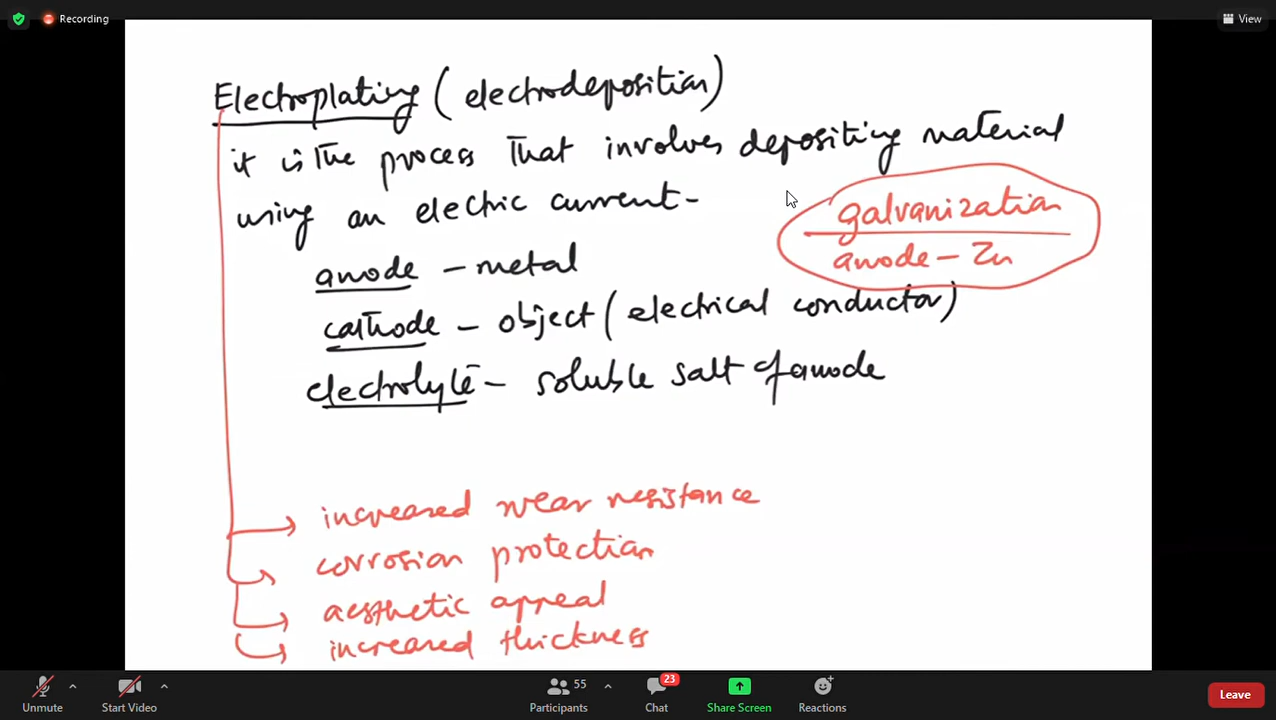 Recording
View
Electroplating (electrodeposition)
it is the process that involves depositing material
using an electric current-
galvanization
anode - Zn
anode - metal
cathode - object (electrical conductor)
electrolyte - soluble salt of anode
increased wear resistance
corrosion protection
aesthetic appeal
increased thickness
Unmute
Start Video
55
Participants
23
Chat
Share Screen
Reactions
Leave